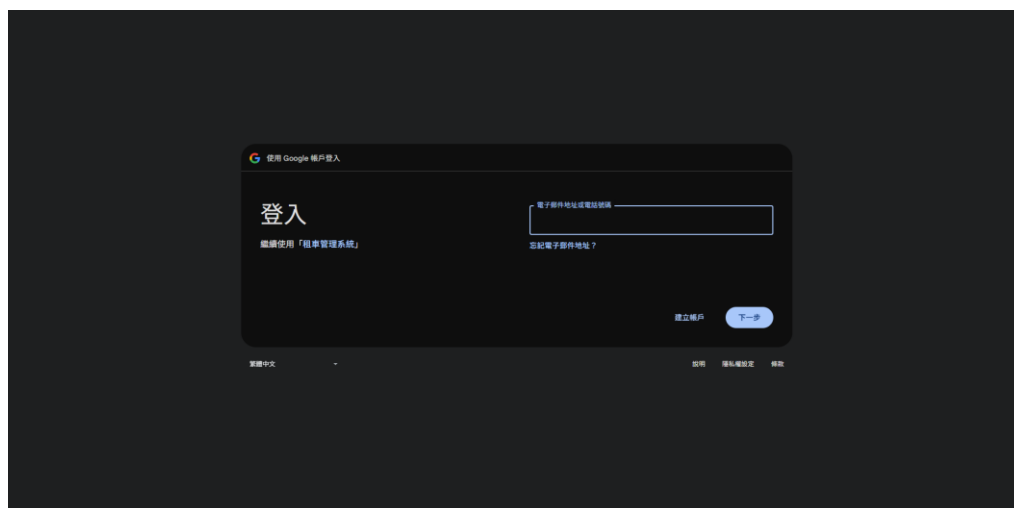 使用 Google 帳戶登入
登入
繼續使用「租車管理系統」
電子郵件地址或電話號碼
忘記電子郵件地址？
建立帳戶
下一步
繁體中文
說明
隱私權設定
條款